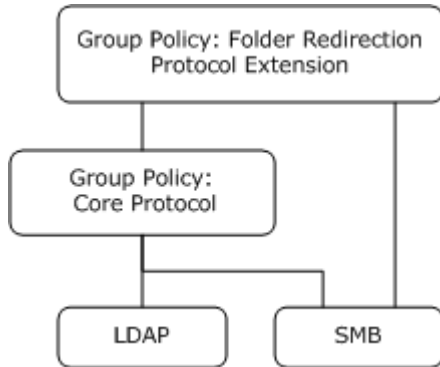 Group Policy: Folder Redirection
Protocol Extension
Group Policy:
Core Protocol
LDAP
SMB